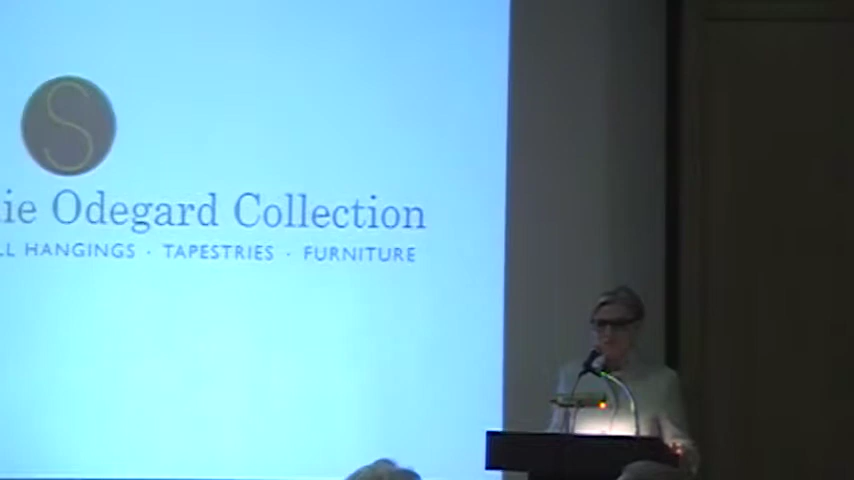 S
ie Odegard Collection
LL HANGINGS · TAPESTRIES · FURNITURE